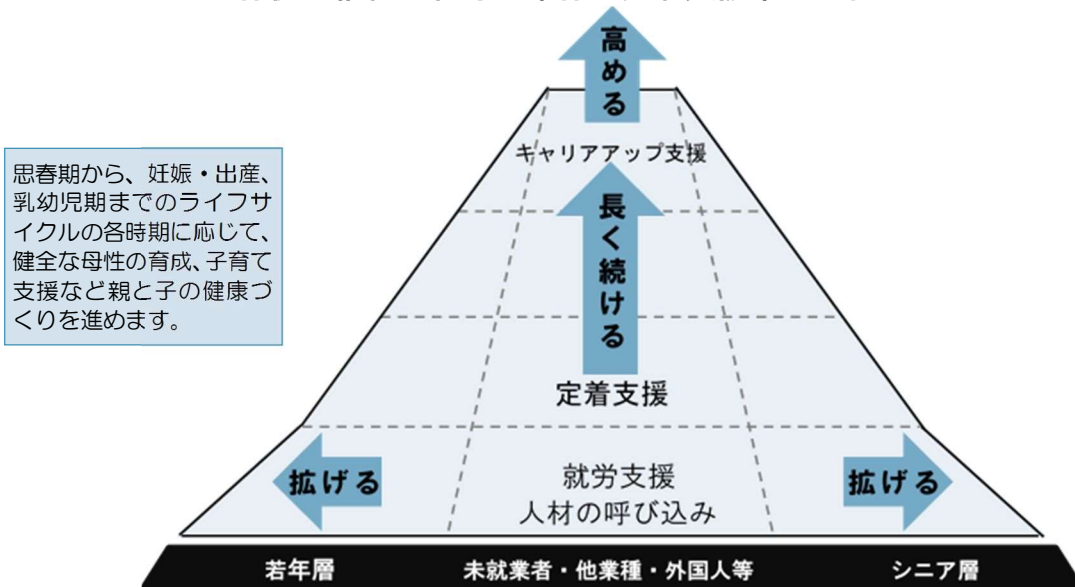 高める
キャリアアップ支援
思春期から、妊娠・出産、
乳幼児期までのライフサ
イクルの各時期に応じて、
健全な母性の育成、子育て
支援など親と子の健康づ
くりを進めます。
長く続ける
定着支援
拡げる
就労支援
人材の呼び込み
拡げる
若年層
未就業者・他業種・外国人等
シニア層